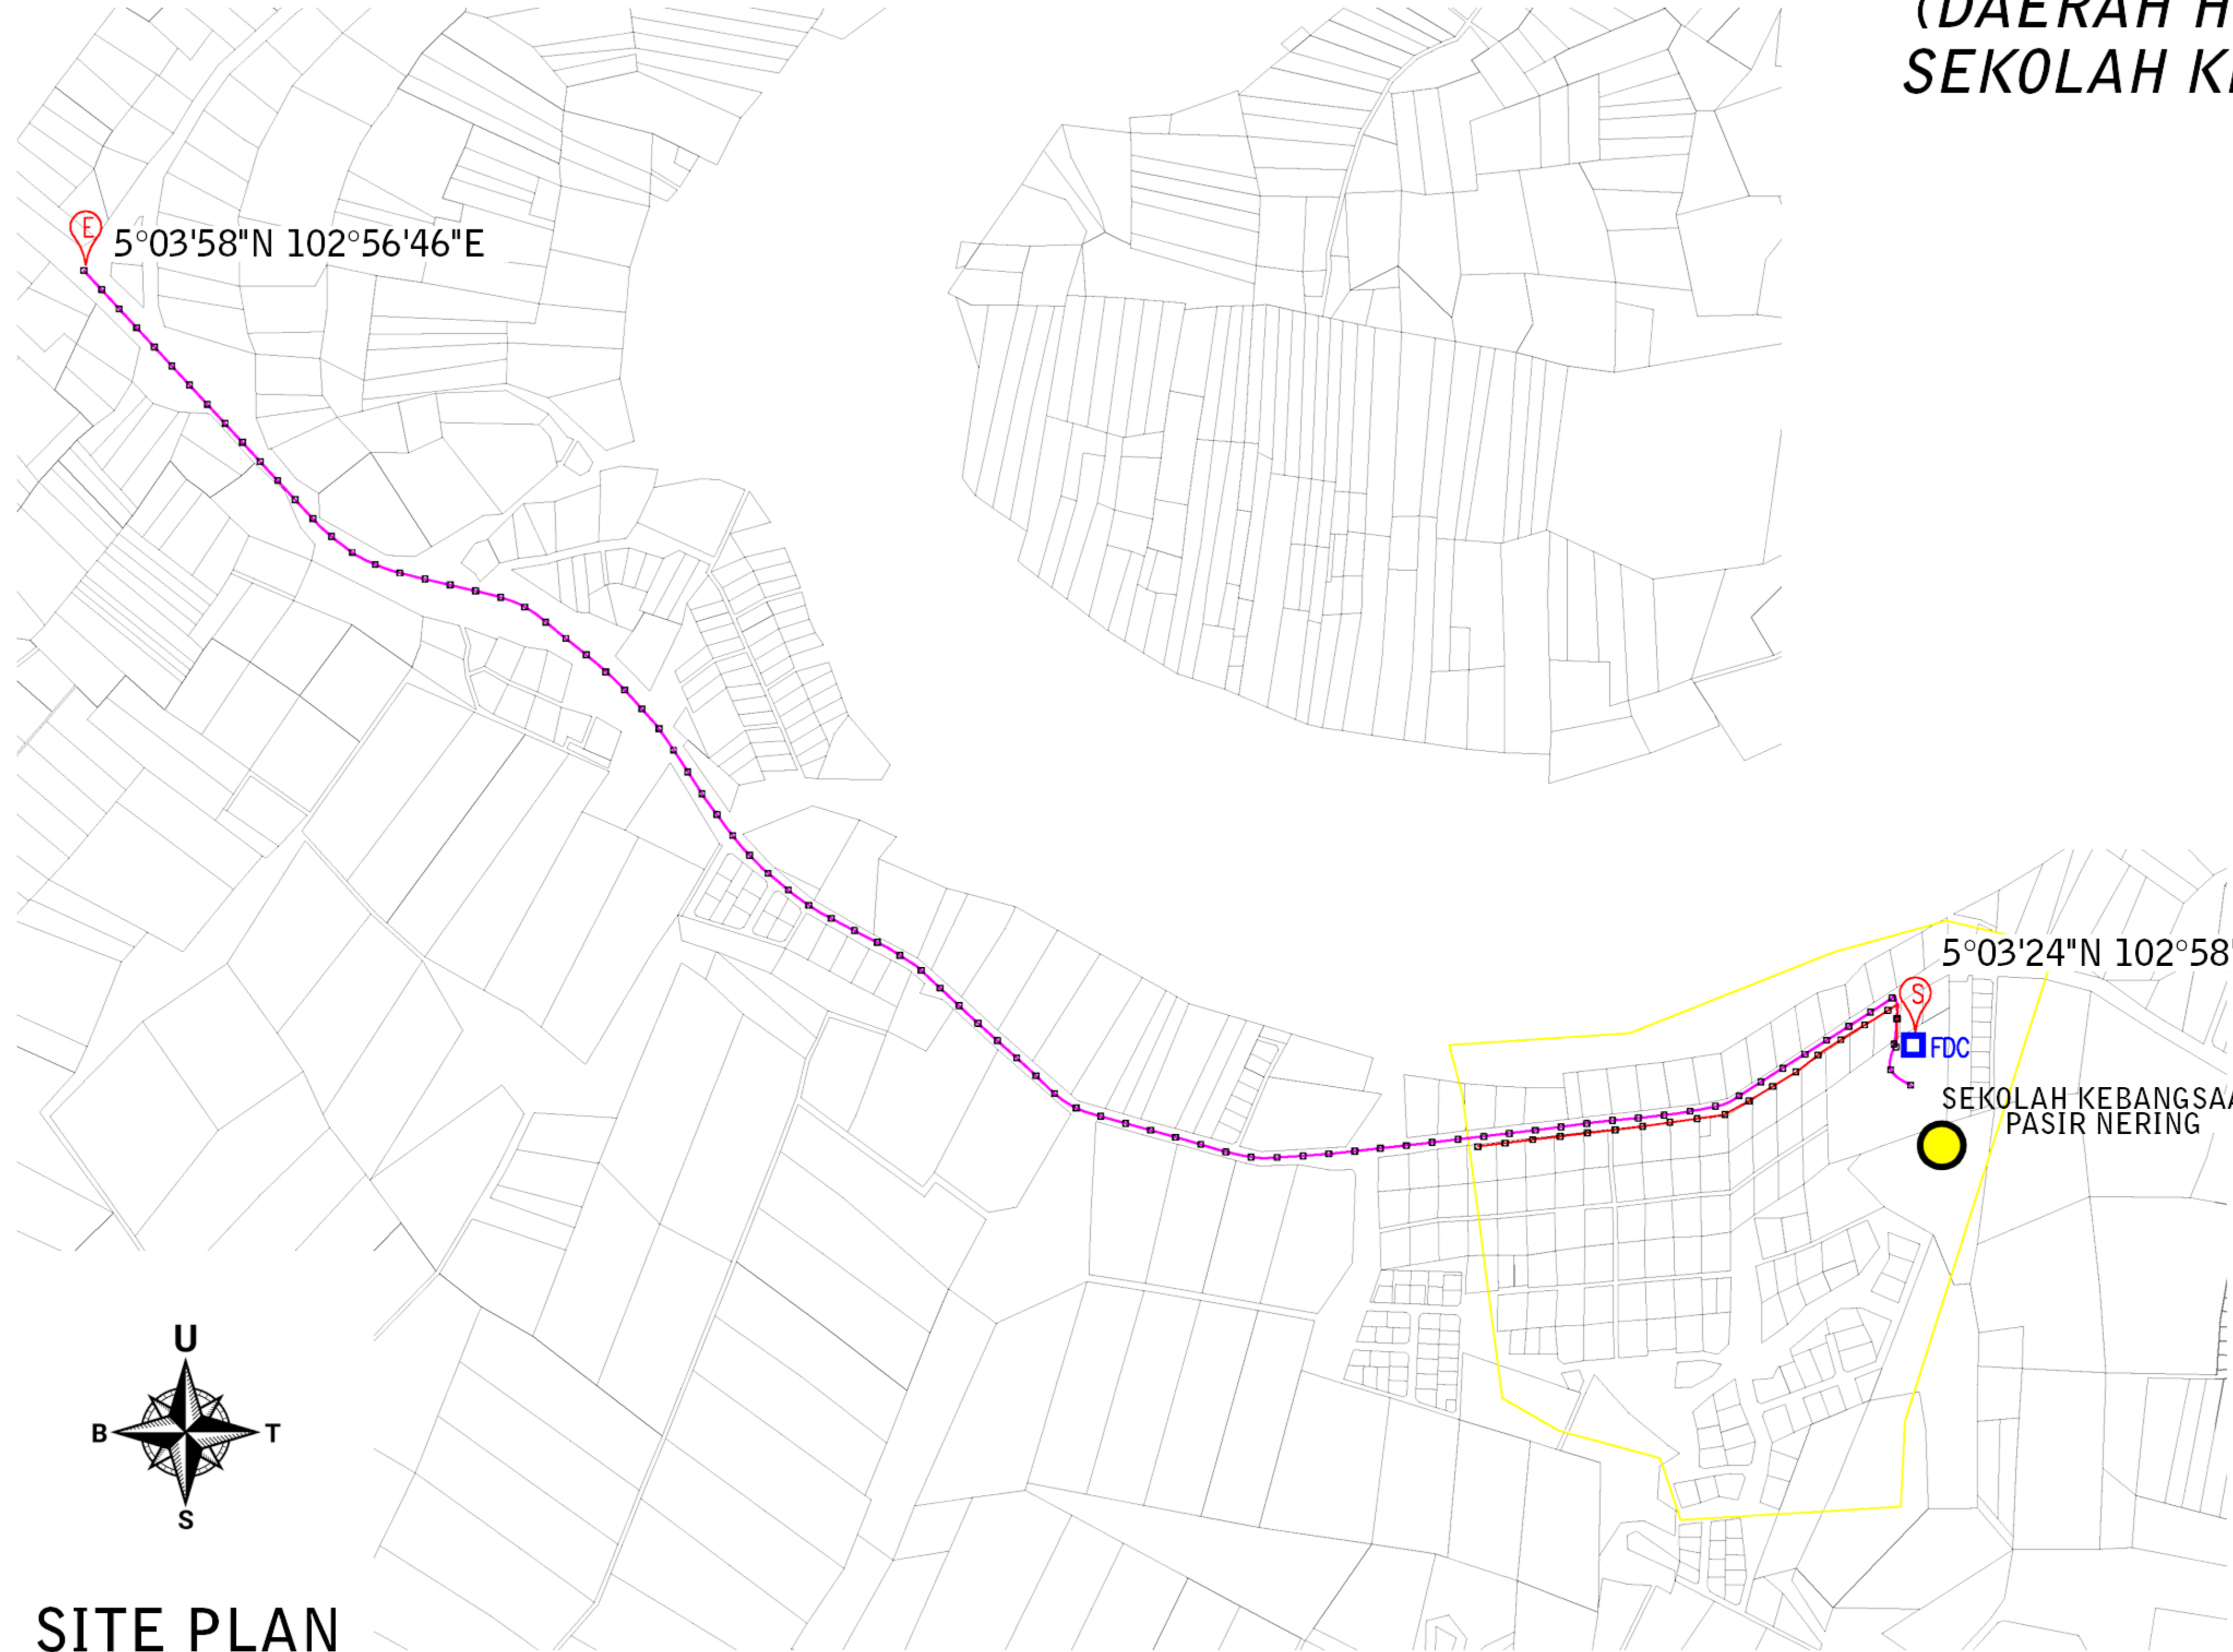 (DAERAH H
SEKOLAH K
E
5°03'58"N 102°56'46"E
5°03'24"N 102°58'
S
FDC
SEKOLAH KEBANGSAA
PASIR NERING
U
B
T
S
SITE PLAN